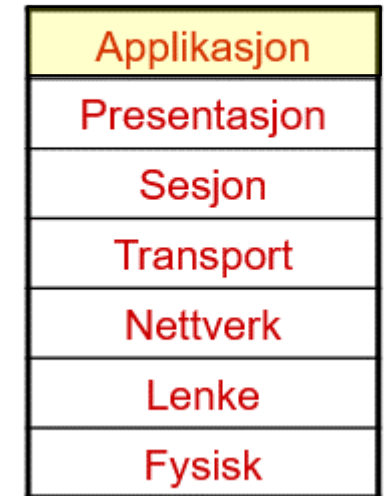 Applikasjon
Presentasjon
Sesjon
Transport
Nettverk
Lenke
Fysisk